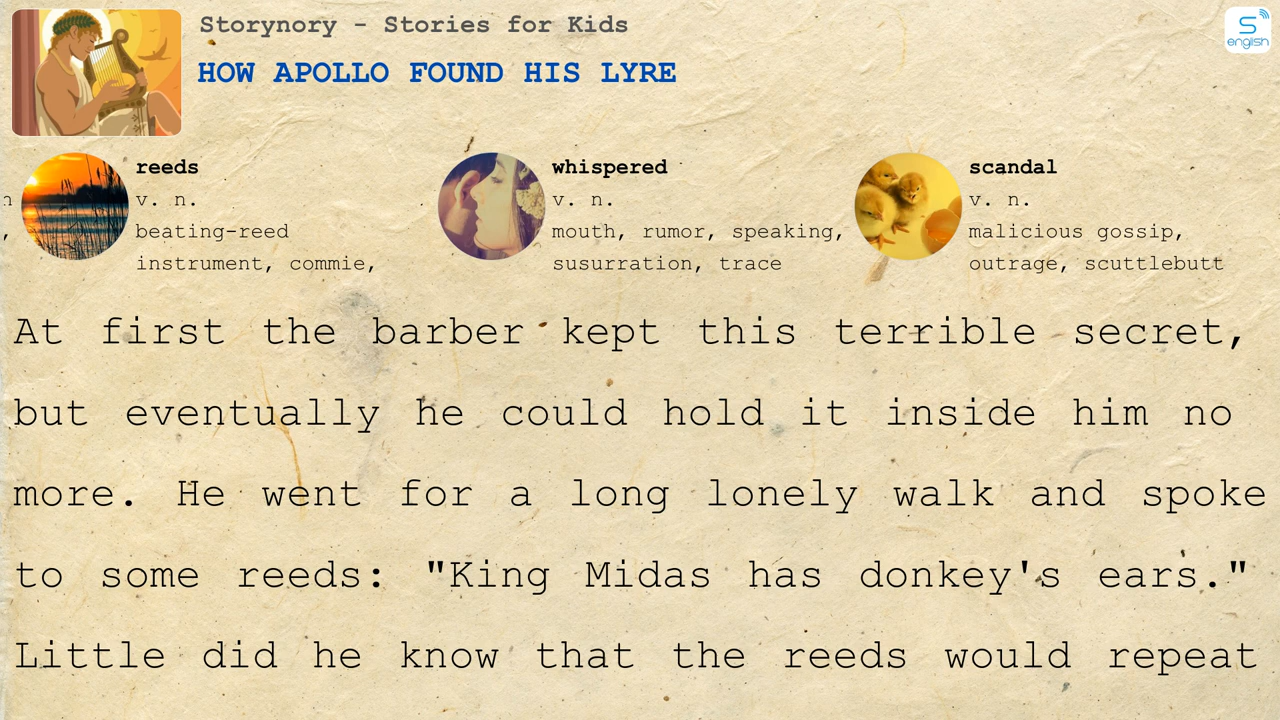 Storynory - Stories for Kids
HOW APOLLO FOUND HIS LYRE
S
english
reeds
v. n.
beating-reed
instrument, commie,
whispered
v. n.
mouth, rumor, speaking,
susurration, trace
scandal
v. n.
malicious gossip,
outrage, scuttlebutt
n
,
At first the barber kept this terrible secret,
but eventually he could hold it inside him no
more. He went for a long lonely walk and spoke
to some reeds: "King Midas has donkey's ears."
Little did he know that the reeds would repeat